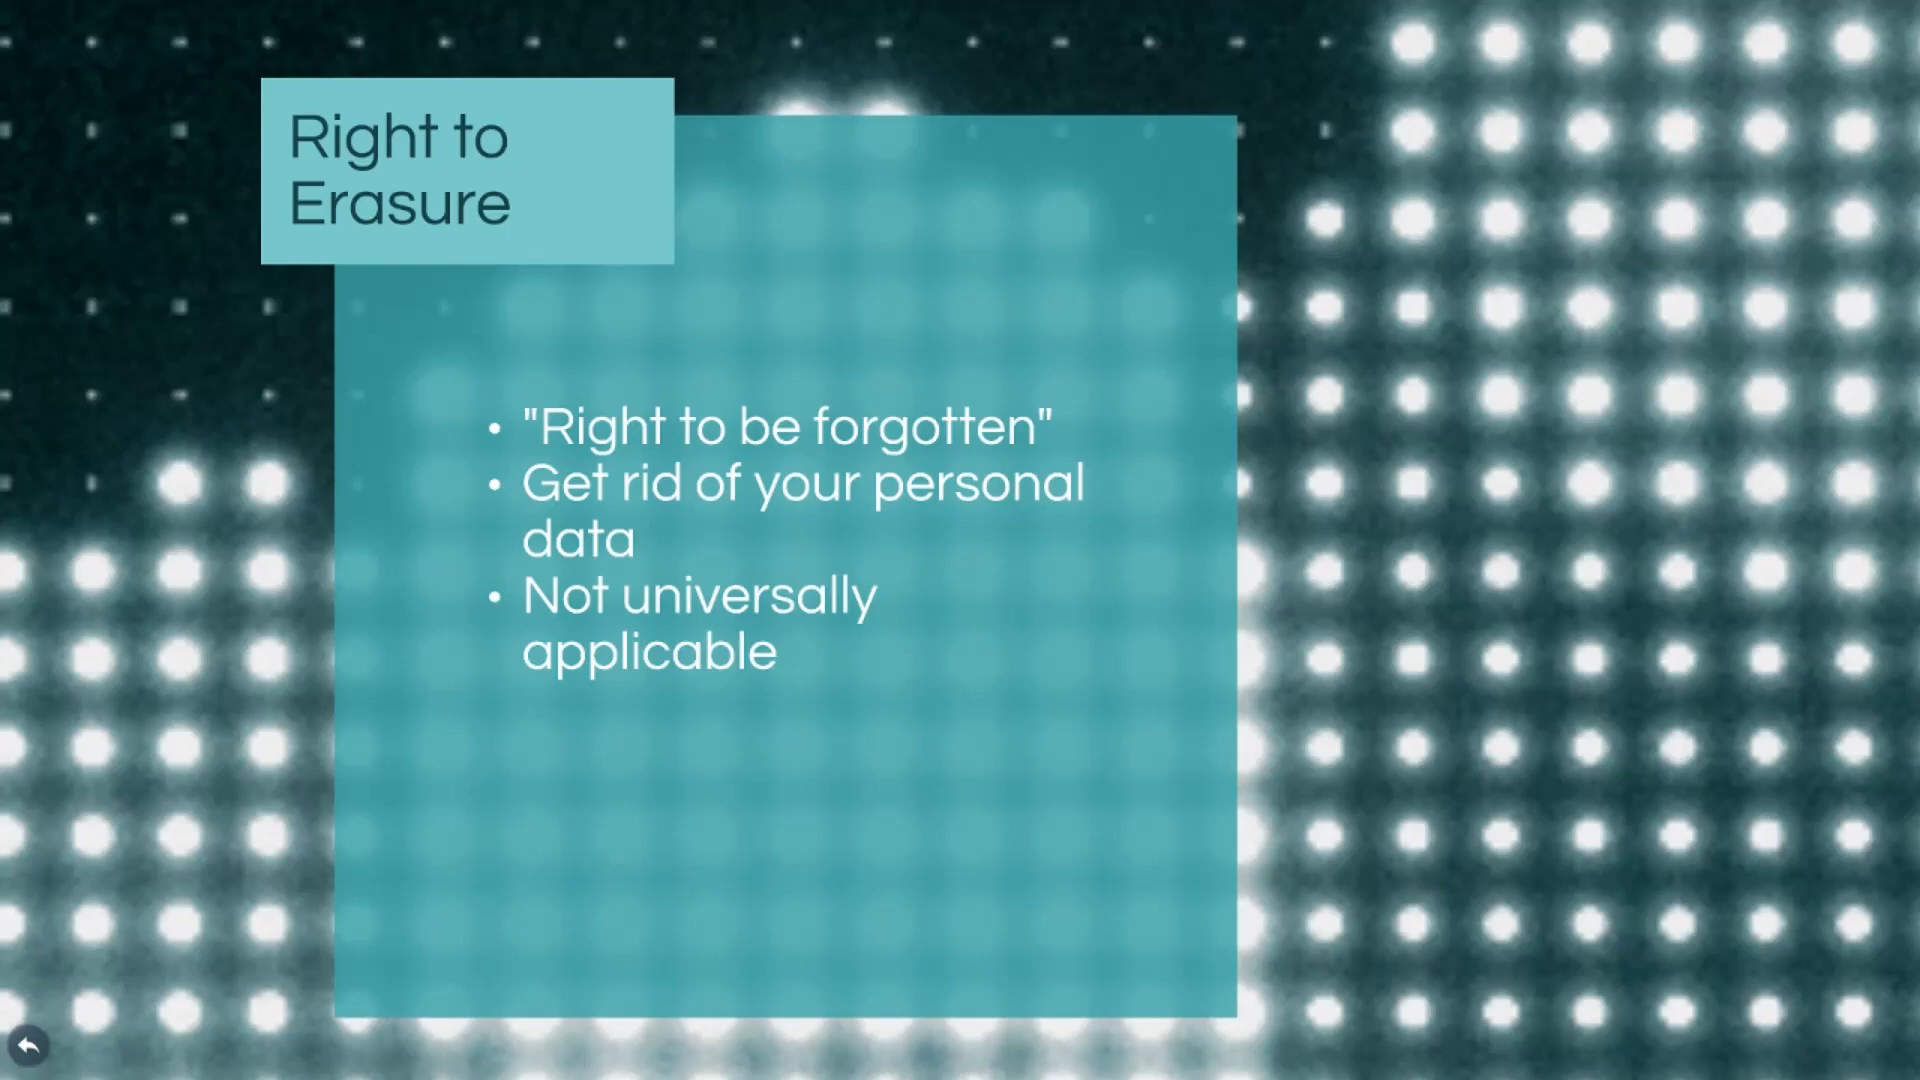 Right to
Erasure
• "Right to be forgotten"
• Get rid of your personal
data
• Not universally
applicable